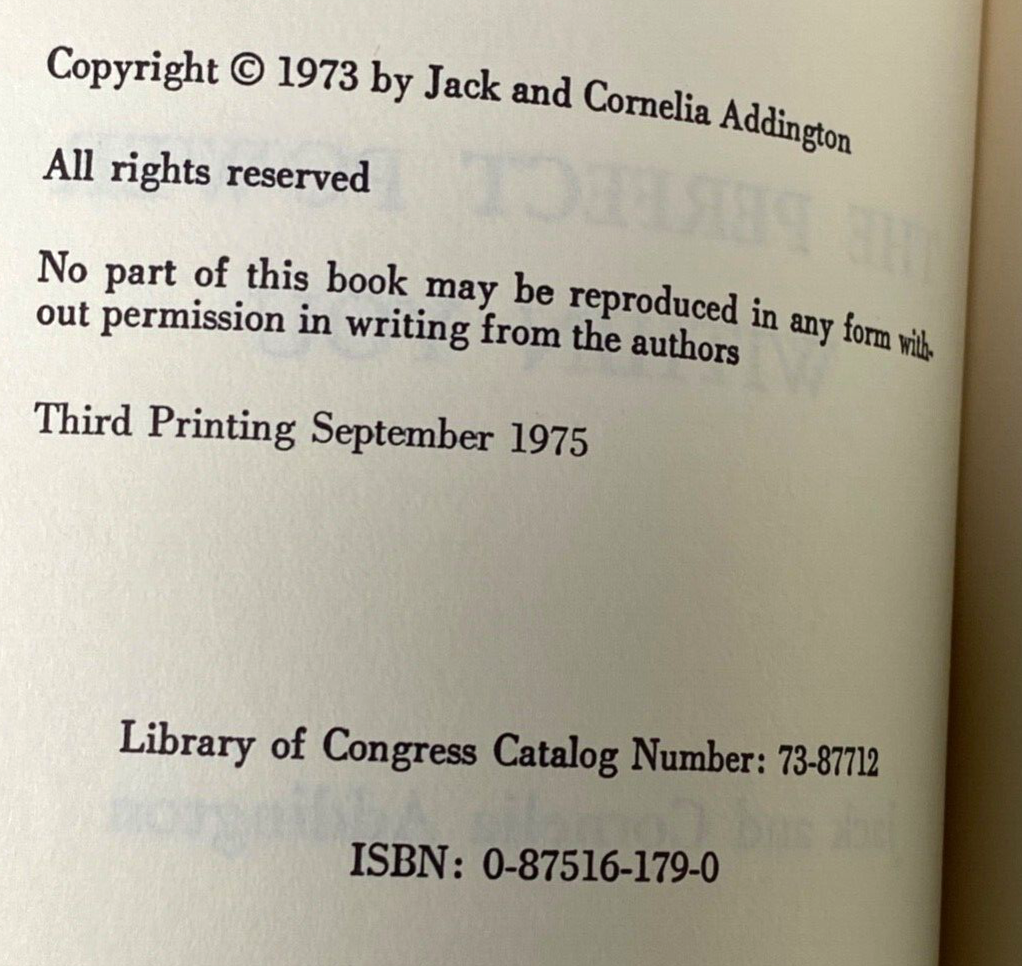 Copyright © 1973 by Jack and Cornelia Addington
All rights reserved
No part of this book may be reproduced in any form with-
out permission in writing from the authors
Third Printing September 1975
Library of Congress Catalog Number: 73-87712
ISBN: 0-87516-179-0